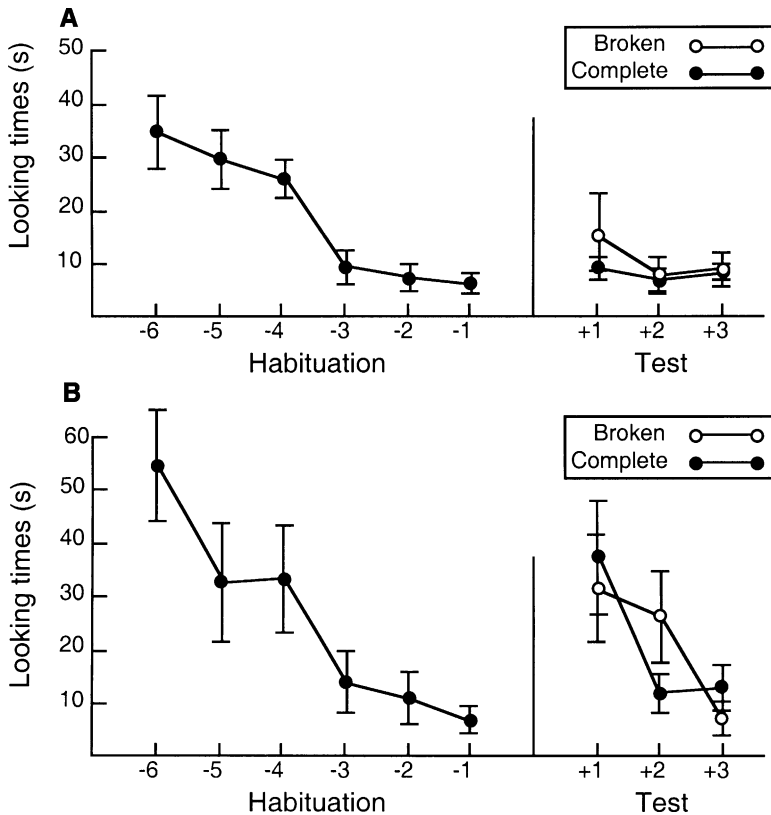 A
Looking times (s)
50
40
30
20
10
Broken
Complete
-6 -5 -4 -3 -2 -1 +1 +2 +3
Habituation Test
B
Looking times (s)
60
50
40
30
20
10
Broken
Complete
-6 -5 -4 -3 -2 -1 +1 +2 +3
Habituation Test